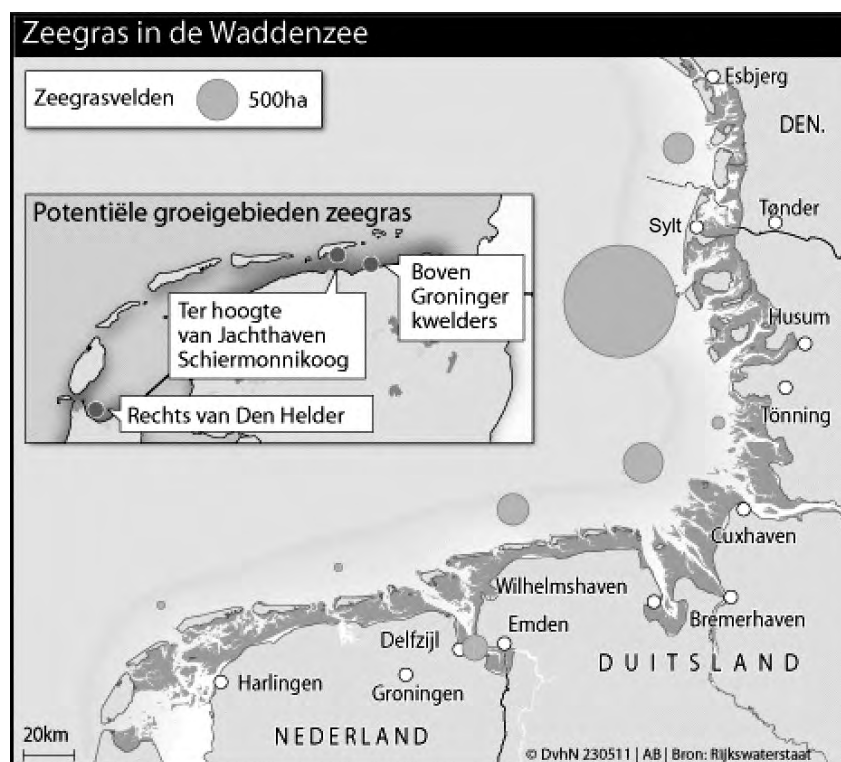 Zeegras in de Waddenzee
Zeegrasvelden 500ha
Esbjerg
DEN.
Potentiële groeigebieden zeegras
Sylt
Tønder
Boven
Groninger
kwelders
Ter hoogte
van Jachthaven
Schiermonnikoog
Husum
Rechts van Den Helder
Tönning
Cuxhaven
Wilhelmshaven
Bremerhaven
Delfzijl
Emden
DUITSLAND
Harlingen
Groningen
20km
NEDERLAND
© DvhN 230511 | AB | Bron: Rijkswaterstaat